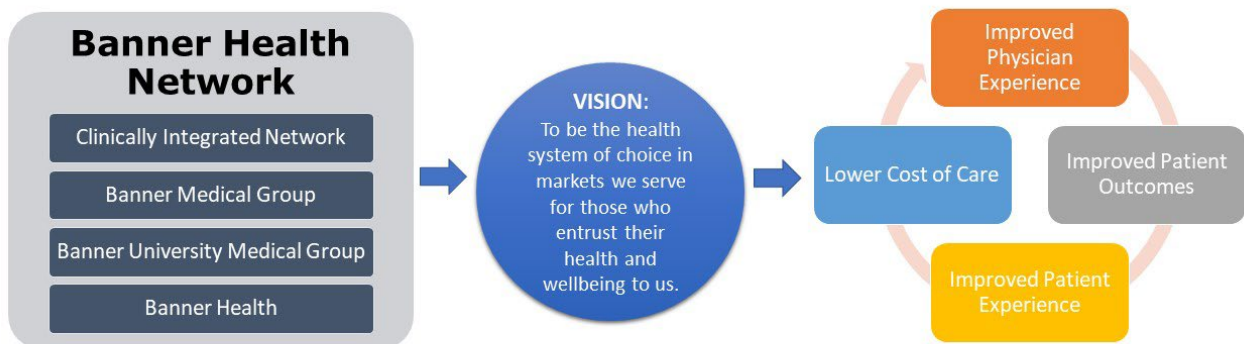 Banner Health
Network
Clinically Integrated Network
Banner Medical Group
Banner University Medical Group
Banner Health
VISION:
To be the health
system of choice in
markets we serve
for those who
entrust their
health and
wellbeing to us.
Improved
Physician
Experience
Lower Cost of Care
Improved Patient
Outcomes
Improved Patient
Experience